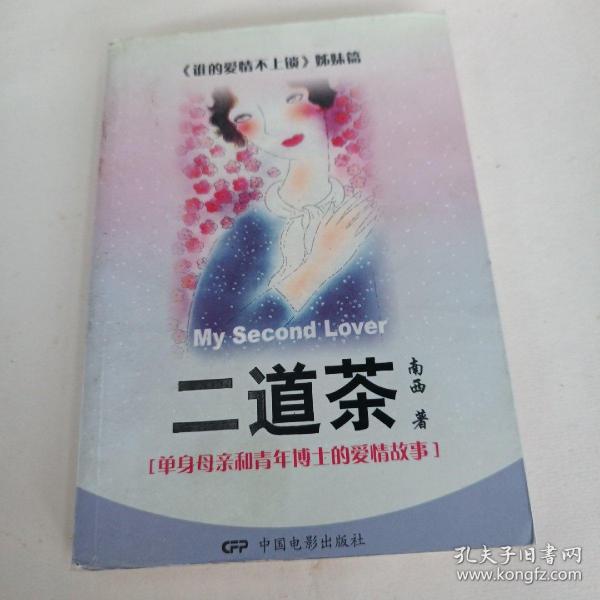 《谁的爱情不上锁》姊妹篇
My Second Lover
二道茶
南西 著
[单身母亲和青年博士的爱情故事]
CFP 中国电影出版社
孔夫子旧书网
www.kongfz.com